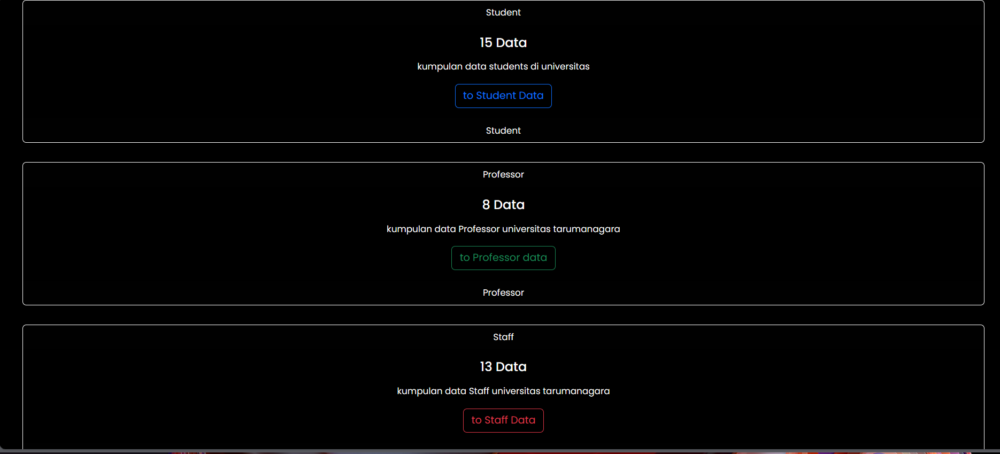 Student
15 Data
kumpulan data students di universitas
to Student Data
Student
Professor
8 Data
kumpulan data Professor universitas tarumanagara
to Professor data
Professor
Staff
13 Data
kumpulan data Staff universitas tarumanagara
to Staff Data